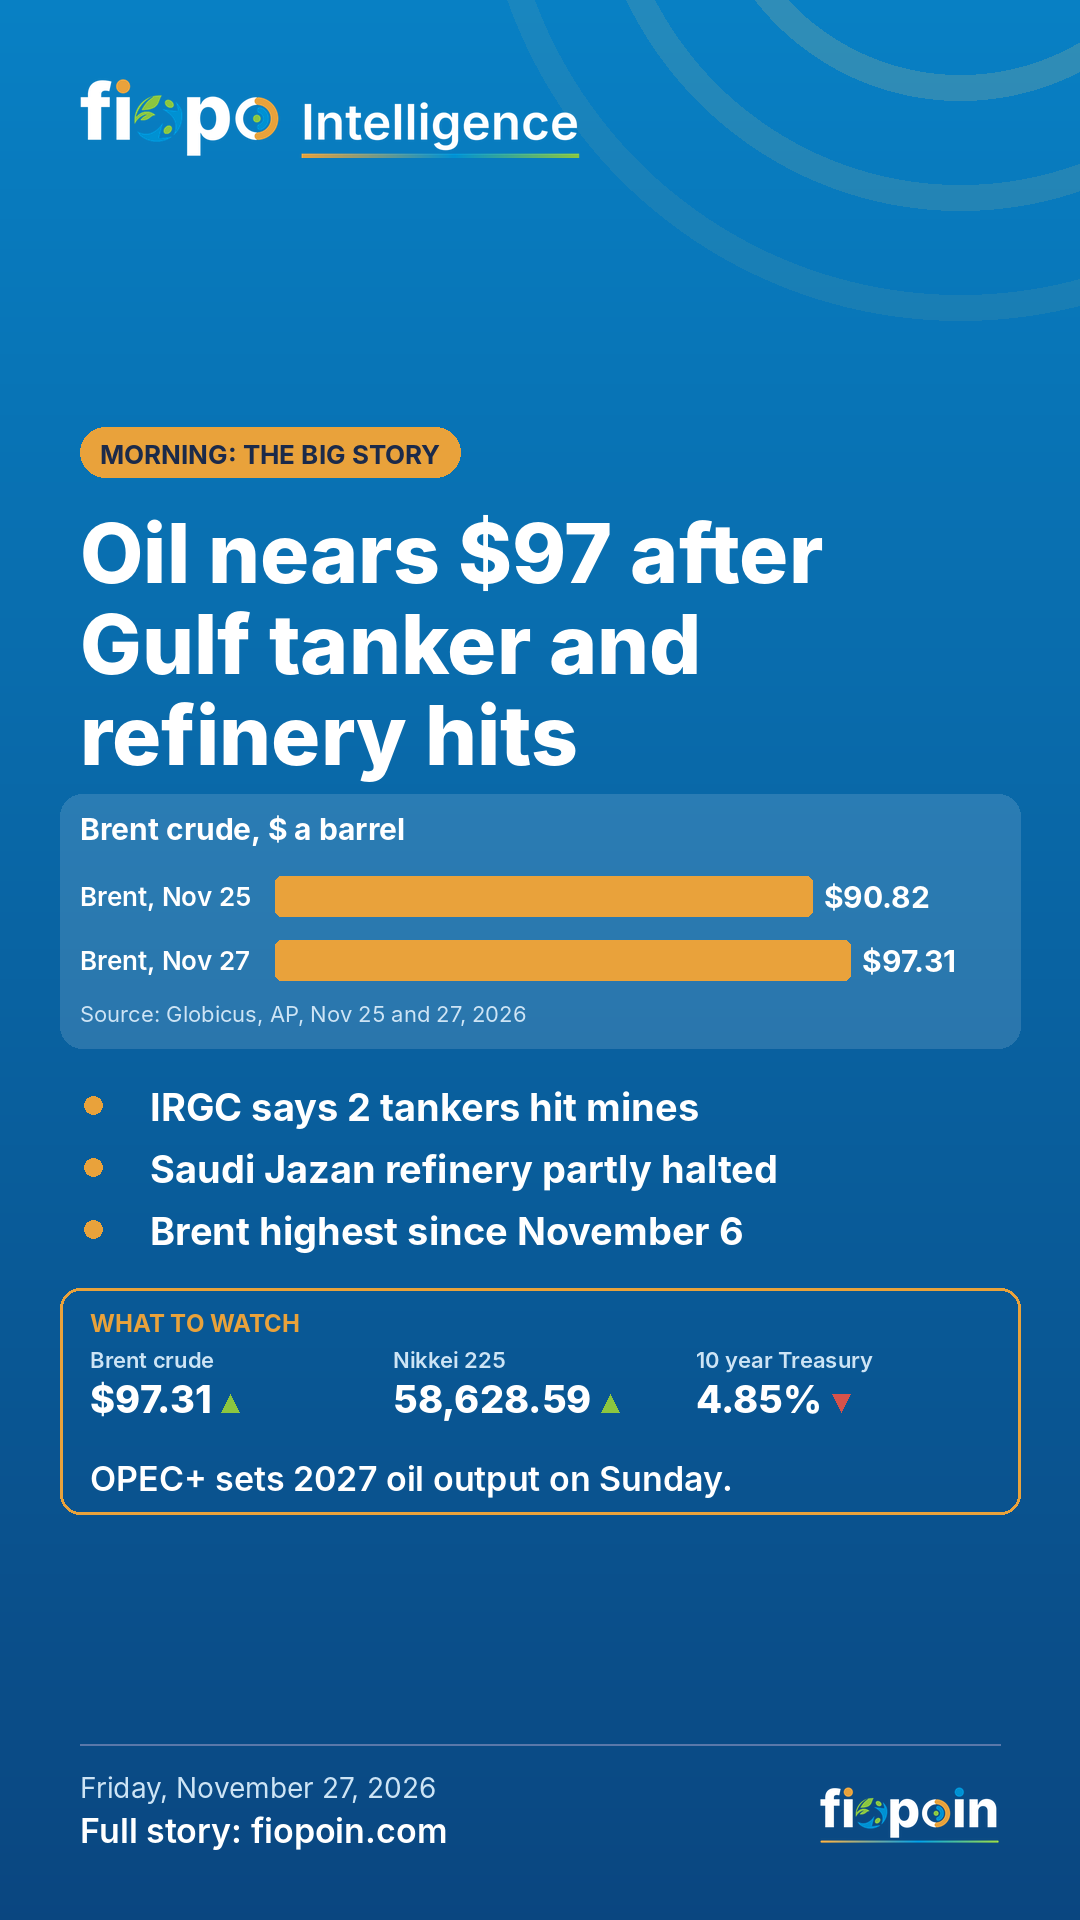 fiopo Intelligence
MORNING: THE BIG STORY
Oil nears $97 after
Gulf tanker and
refinery hits
Brent crude, $ a barrel
Brent, Nov 25 $90.82
Brent, Nov 27 $97.31
Source: Globicus, AP, Nov 25 and 27, 2026
IRGC says 2 tankers hit mines
Saudi Jazan refinery partly halted
Brent highest since November 6
WHAT TO WATCH
Brent crude Nikkei 225 10 year Treasury
$97.31 ▲ 58,628.59 ▲ 4.85% ▼
OPEC+ sets 2027 oil output on Sunday.
Friday, November 27, 2026
Full story: fiopoin.com
fiopoin